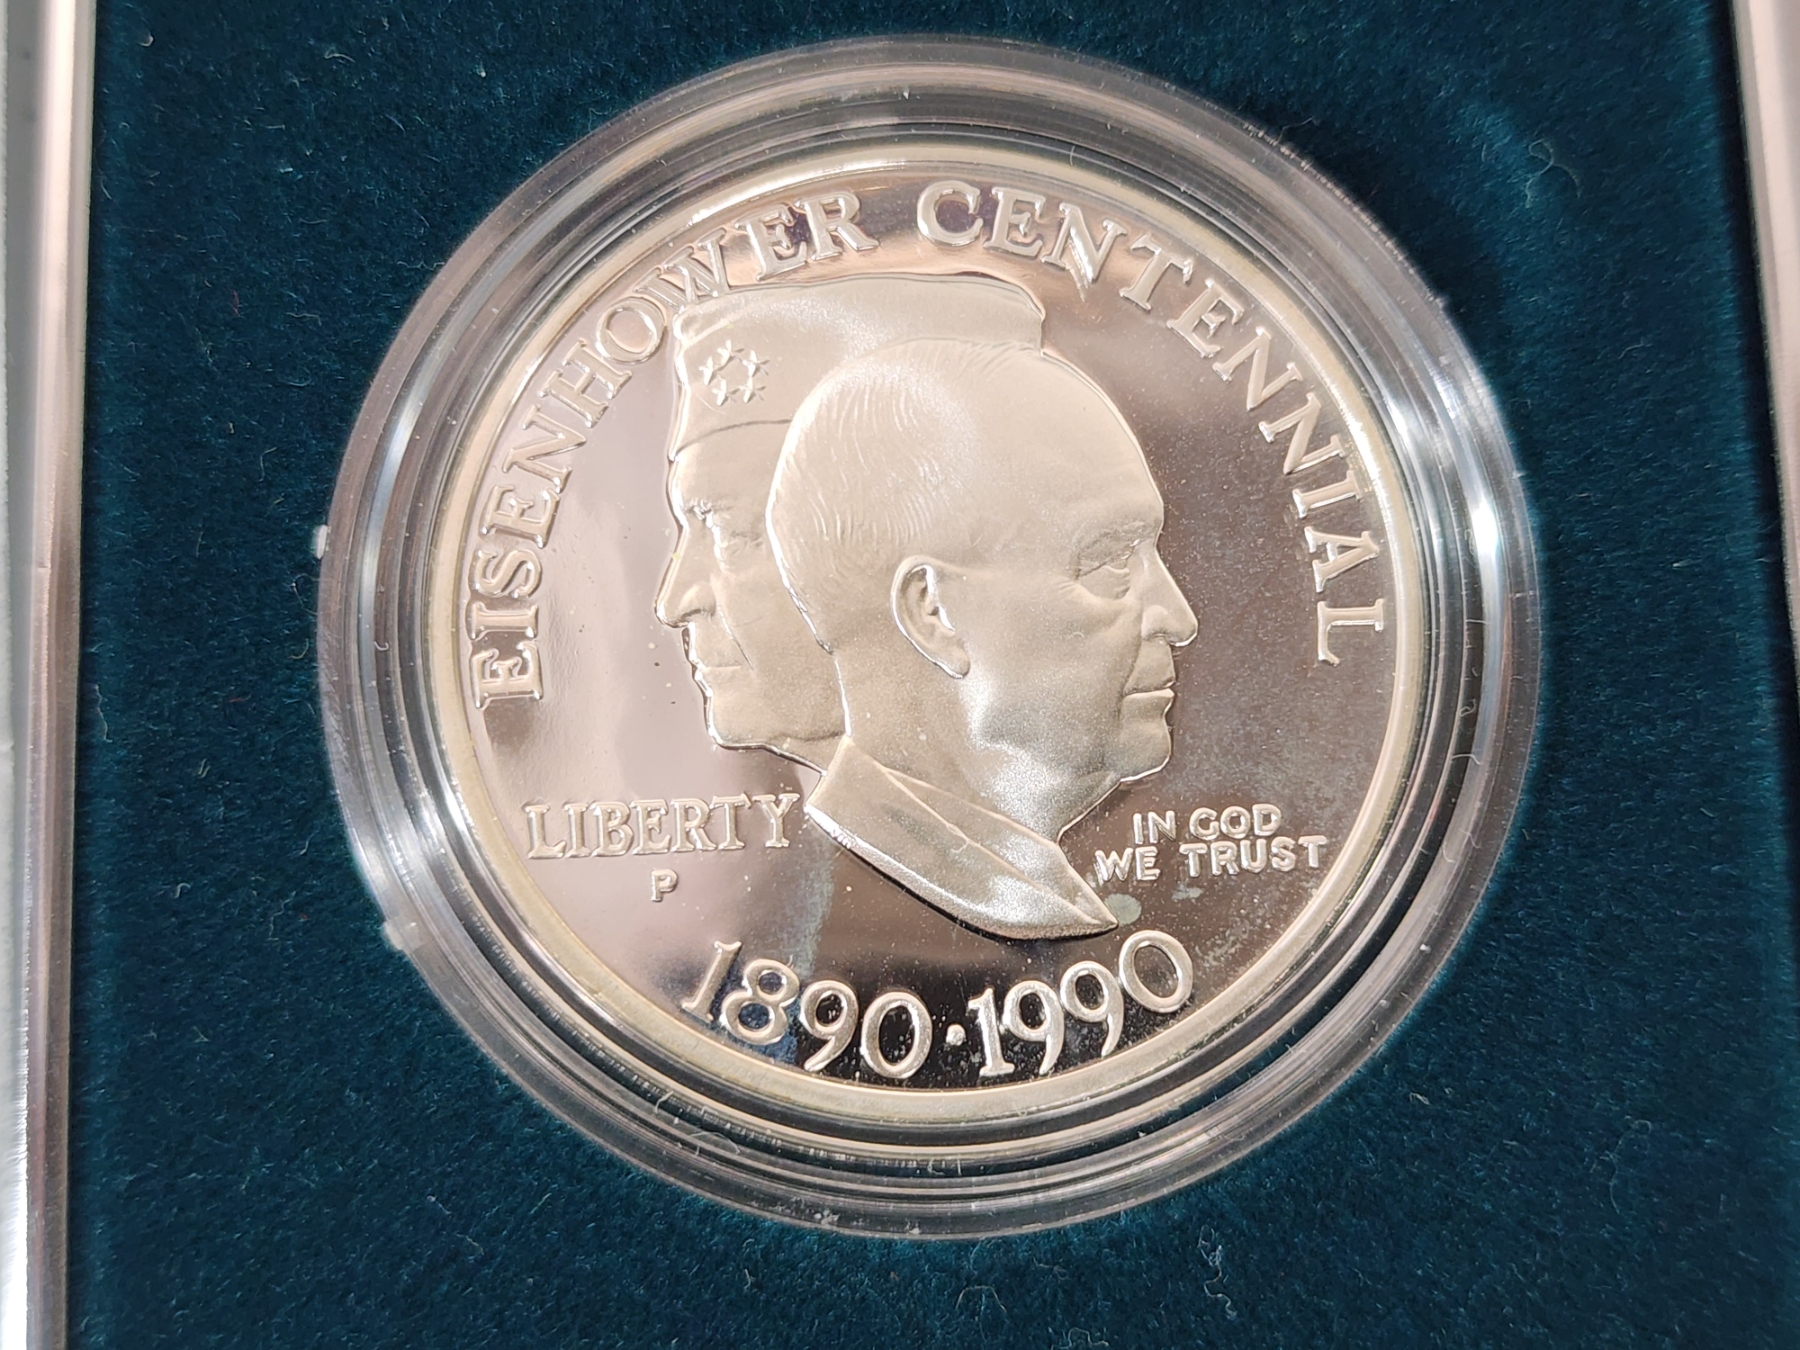 EISENHOWER CENTENNIAL
LIBERTY
P
IN GOD
WE TRUST
1890·1990